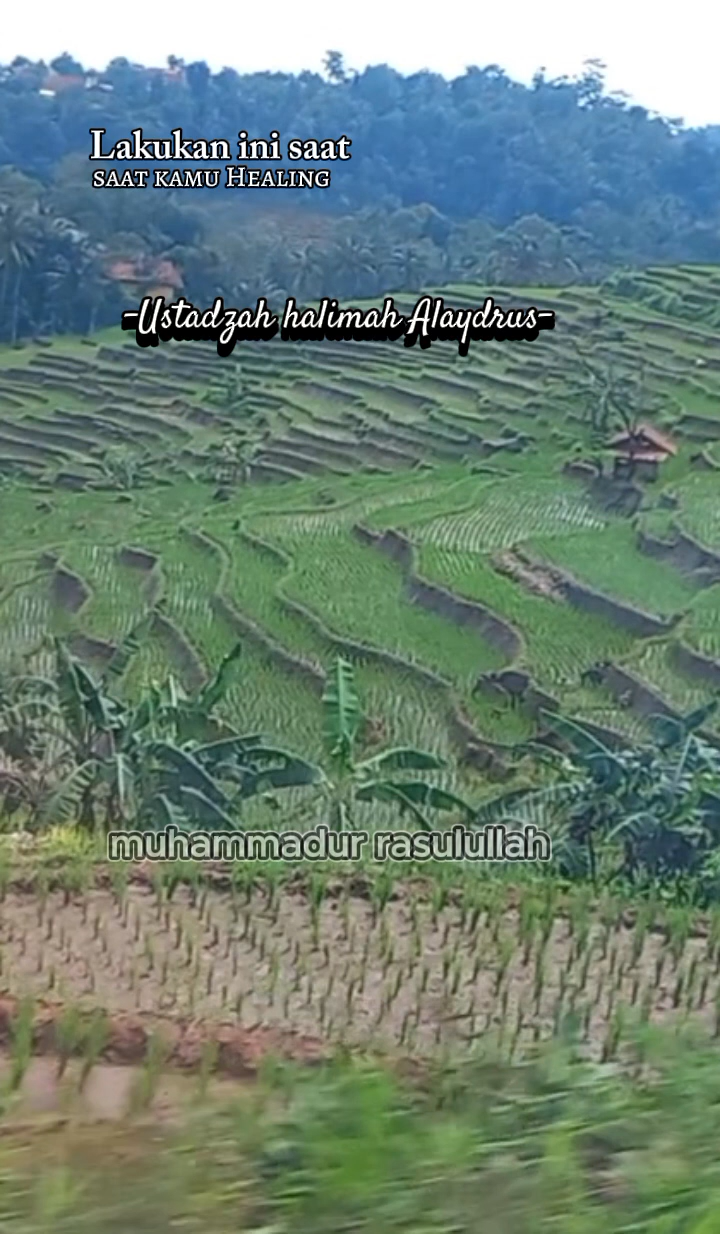 Lakukan ini saat
SAAT KAMU HEALING
-Ustadzah halimah Alaydrus-
muhammadur rasulullah